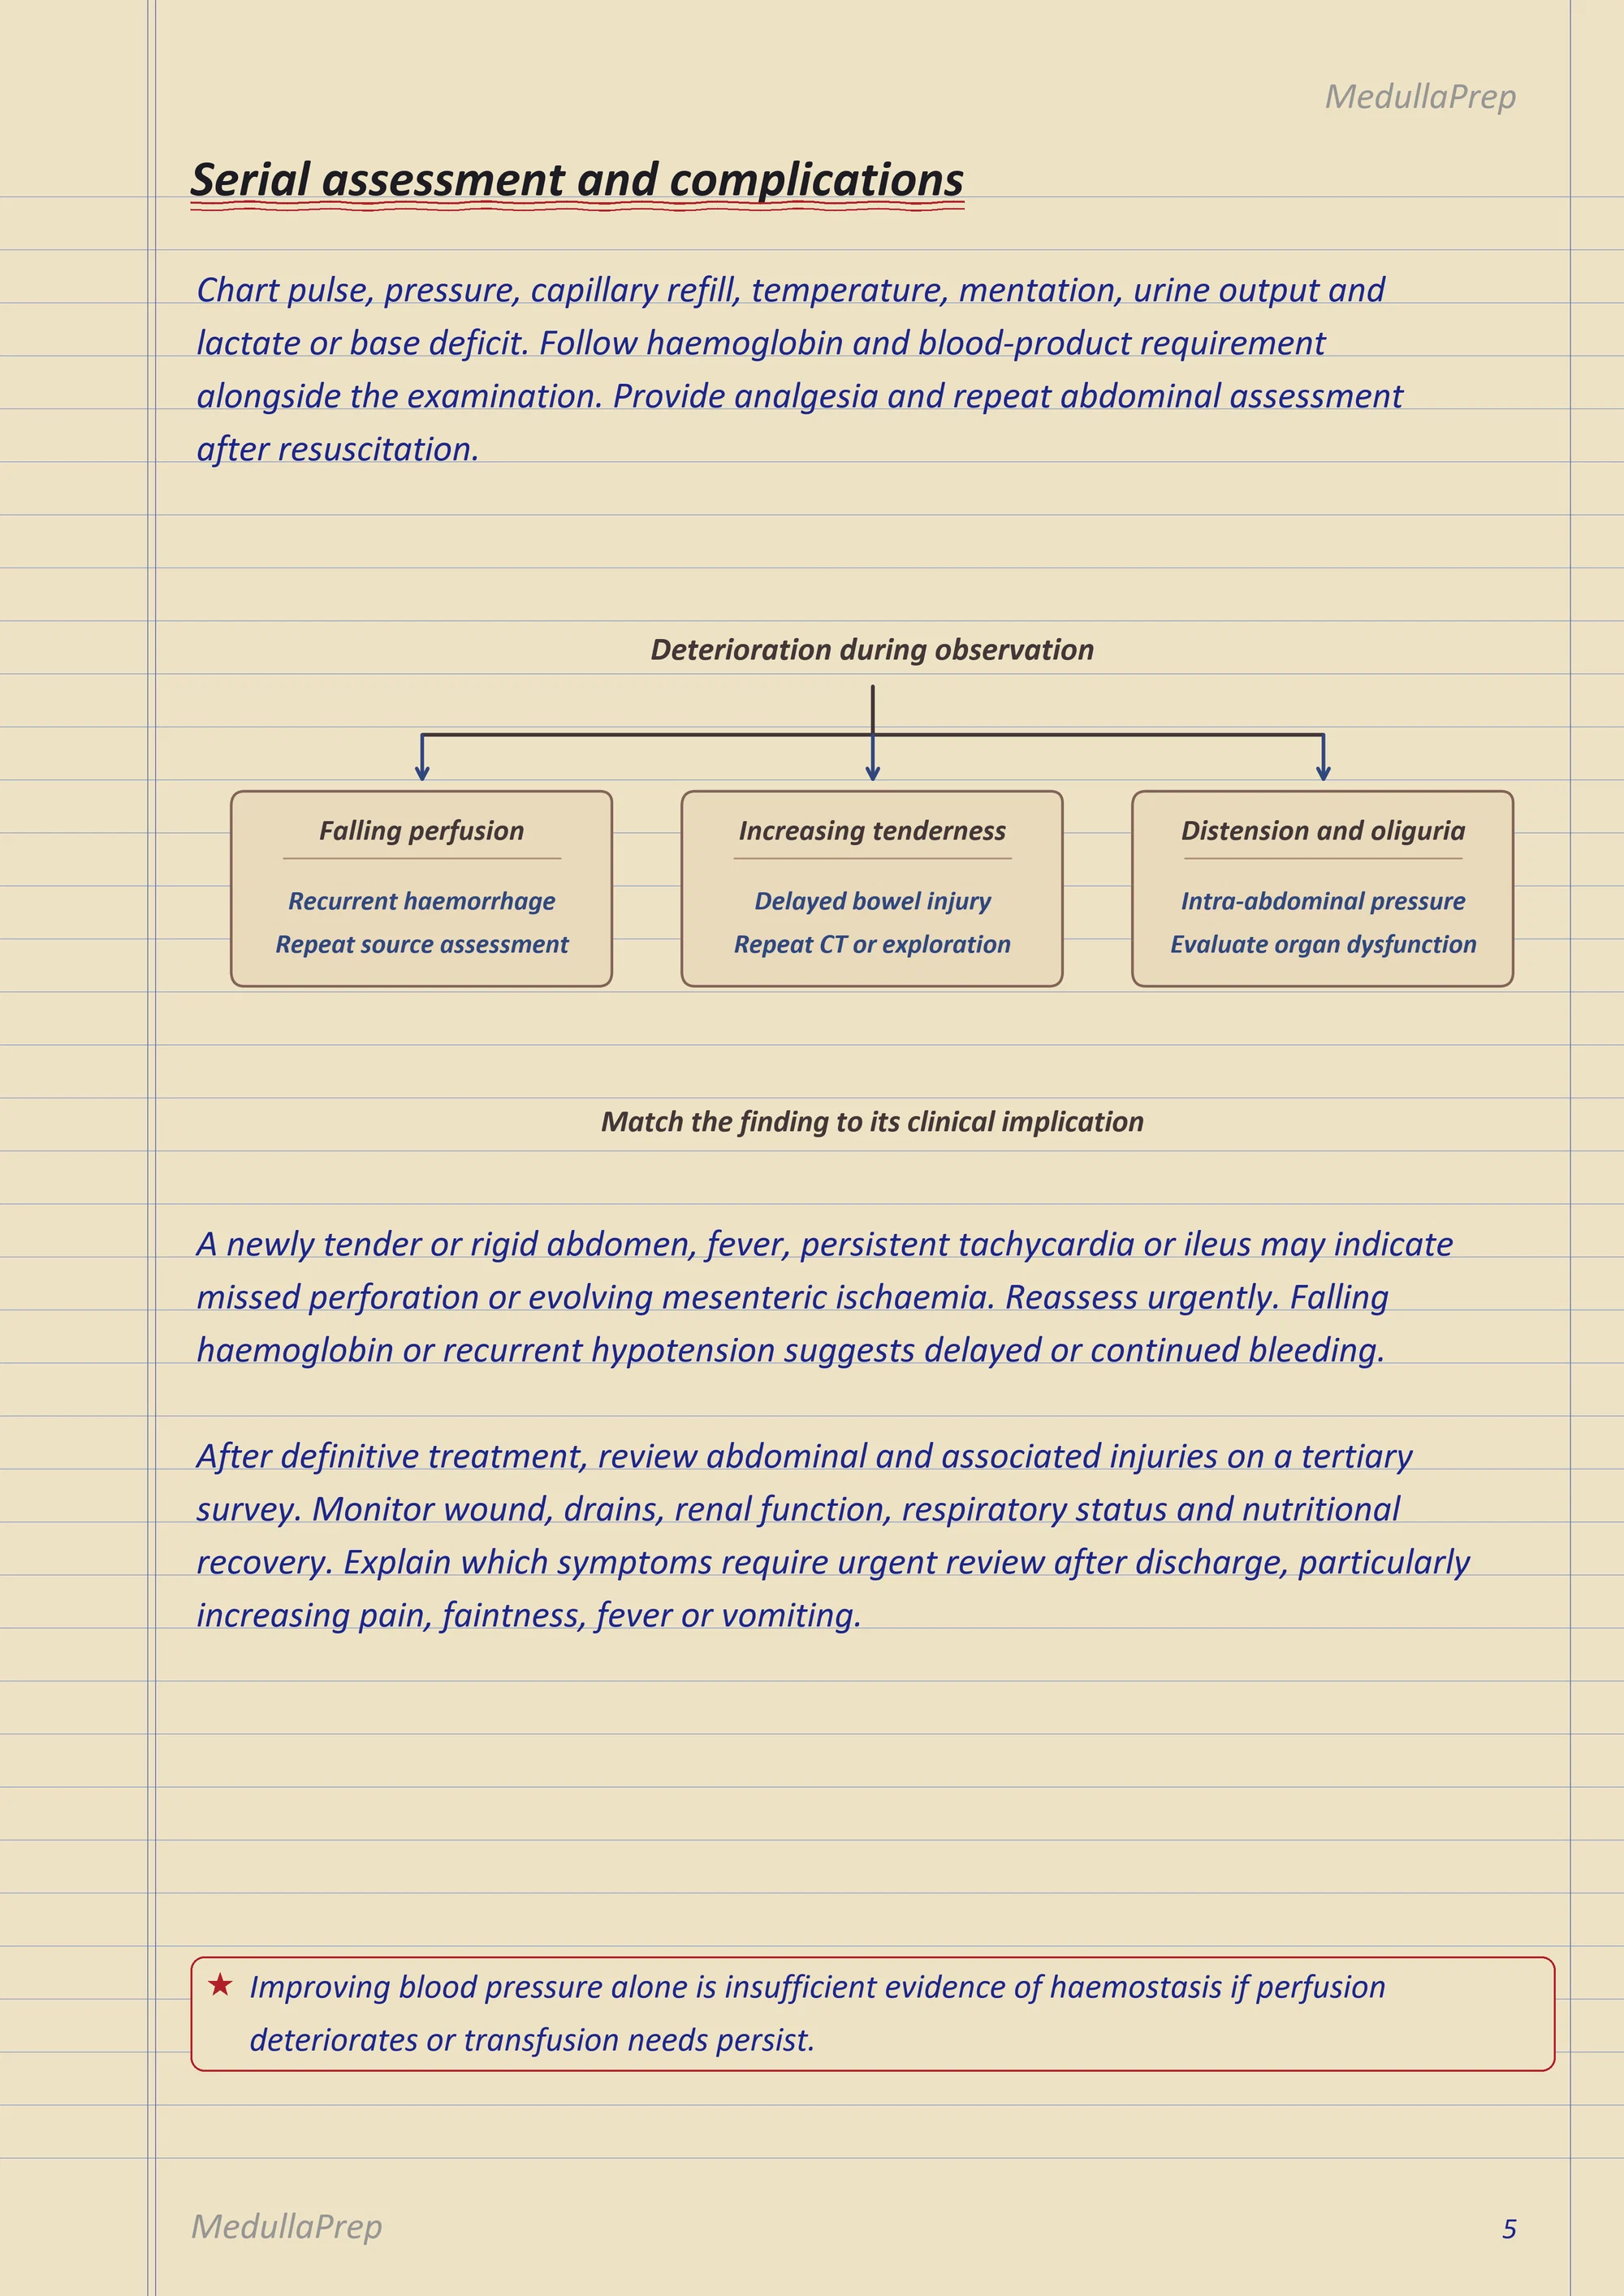 MedullaPrep
Serial assessment and complications
Chart pulse, pressure, capillary refill, temperature, mentation, urine output and
lactate or base deficit. Follow haemoglobin and blood-product requirement
alongside the examination. Provide analgesia and repeat abdominal assessment
after resuscitation.
Deterioration during observation
Falling perfusion
Recurrent haemorrhage
Repeat source assessment
Increasing tenderness
Delayed bowel injury
Repeat CT or exploration
Distension and oliguria
Intra-abdominal pressure
Evaluate organ dysfunction
Match the finding to its clinical implication
A newly tender or rigid abdomen, fever, persistent tachycardia or ileus may indicate
missed perforation or evolving mesenteric ischaemia. Reassess urgently. Falling
haemoglobin or recurrent hypotension suggests delayed or continued bleeding.
After definitive treatment, review abdominal and associated injuries on a tertiary
survey. Monitor wound, drains, renal function, respiratory status and nutritional
recovery. Explain which symptoms require urgent review after discharge, particularly
increasing pain, faintness, fever or vomiting.
★ Improving blood pressure alone is insufficient evidence of haemostasis if perfusion
deteriorates or transfusion needs persist.
MedullaPrep
5